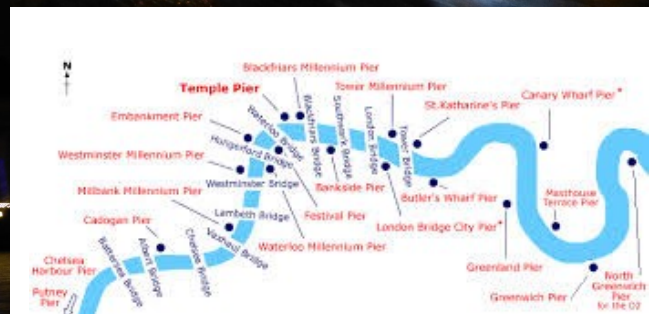 N
Blackfriars Millennium Pier
Temple Pier
Tower Millennium Pier
Canary Wharf Pier*
St.Katharine's Pier
Embankment Pier
Waterloo Bridge
Blackfriars Bridge
Southwark Bridge
London Bridge
Tower Bridge
Hungerford Bridge
Westminster Millennium Pier
Westminster Bridge
Bankside Pier
Millbank Millennium Pier
Butler's Wharf Pier
Masthouse
Terrace Pier
Lambeth Bridge
Festival Pier
Cadogan Pier
Vauxhaul Bridge
London Bridge City Pier*
Waterloo Millennium Pier
Chelsea
Harbour Pier
Battersea Bridge
Albert Bridge
Chelsea Bridge
Greenland Pier
Putney
Pier
Greenwich Pier
North
Greenwich
Pier
for the O2